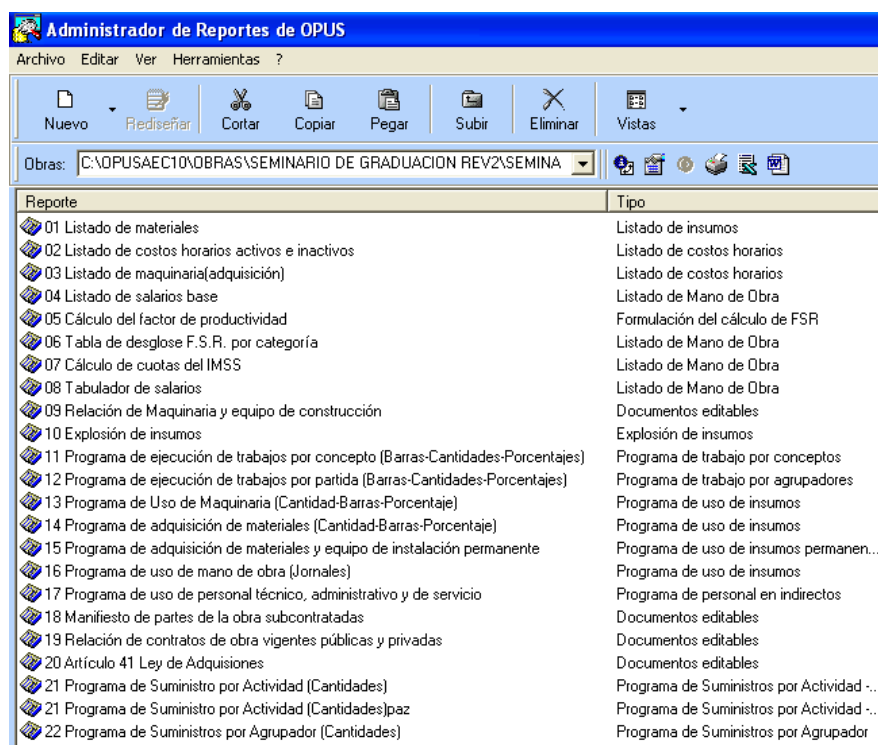 Administrador de Reportes de OPUS
Archivo Editar Ver Herramientas ?
Nuevo Rediseñar Cortar Copiar Pegar Subir Eliminar Vistas
Obras: C:\OPUSAEC10\OBRAS\SEMINARIO DE GRADUACION REV2\SEMINA
Reporte Tipo
01 Listado de materiales Listado de insumos
02 Listado de costos horarios activos e inactivos Listado de costos horarios
03 Listado de maquinaria(adquisición) Listado de costos horarios
04 Listado de salarios base Listado de Mano de Obra
05 Cálculo del factor de productividad Formulación del cálculo de FSR
06 Tabla de desglose F.S.R. por categoría Listado de Mano de Obra
07 Cálculo de cuotas del IMSS Listado de Mano de Obra
08 Tabulador de salarios Listado de Mano de Obra
09 Relación de Maquinaria y equipo de construcción Documentos editables
10 Explosión de insumos Explosión de insumos
11 Programa de ejecución de trabajos por concepto (Barras-Cantidades-Porcentajes) Programa de trabajo por conceptos
12 Programa de ejecución de trabajos por partida (Barras-Cantidades-Porcentajes) Programa de trabajo por agrupadores
13 Programa de Uso de Maquinaria (Cantidad-Barras-Porcentaje) Programa de uso de insumos
14 Programa de adquisición de materiales (Cantidad-Barras-Porcentaje) Programa de uso de insumos
15 Programa de adquisición de materiales y equipo de instalación permanente Programa de uso de insumos permanen...
16 Programa de uso de mano de obra (Jornales) Programa de uso de insumos
17 Programa de uso de personal técnico, administrativo y de servicio Programa de personal en indirectos
18 Manifiesto de partes de la obra subcontratadas Documentos editables
19 Relación de contratos de obra vigentes públicas y privadas Documentos editables
20 Artículo 41 Ley de Adquisiones Documentos editables
21 Programa de Suministro por Actividad (Cantidades) Programa de Suministros por Actividad -...
21 Programa de Suministro por Actividad (Cantidades)paz Programa de Suministros por Actividad -...
22 Programa de Suministros por Agrupador (Cantidades) Programa de Suministros por Agrupador